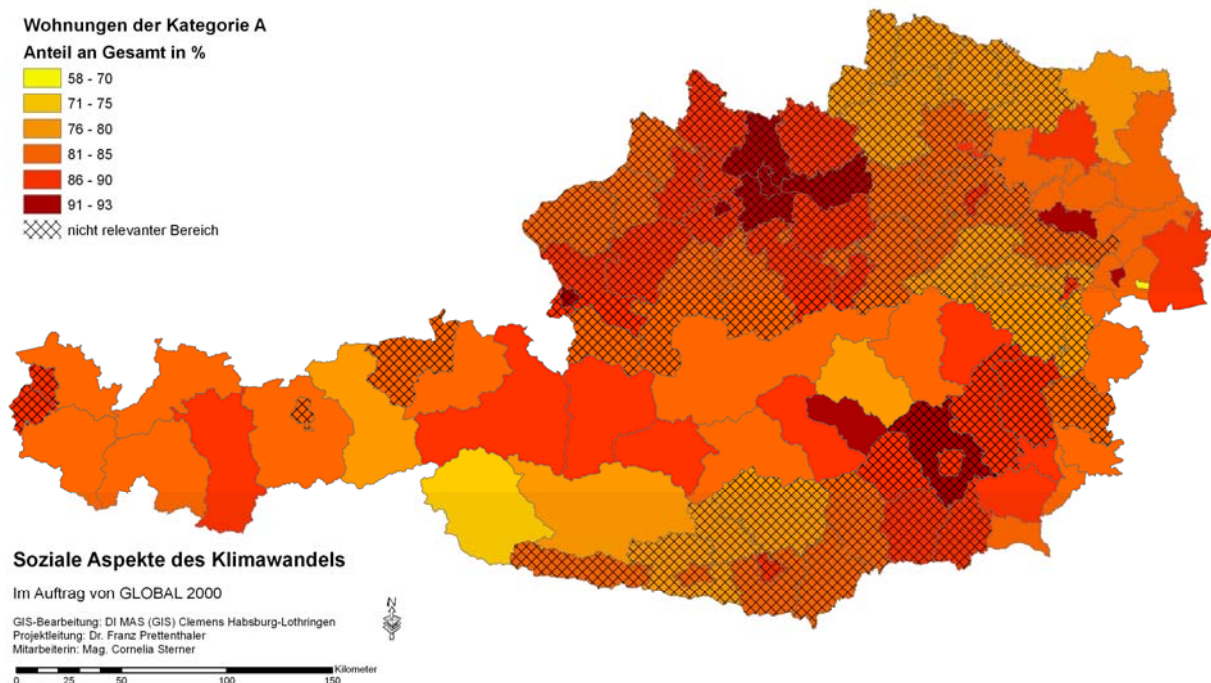 Wohnungen der Kategorie A
Anteil an Gesamt in %
58 - 70
71 - 75
76 - 80
81 - 85
86 - 90
91 - 93
nicht relevanter Bereich
Soziale Aspekte des Klimawandels
Im Auftrag von GLOBAL 2000
GIS-Bearbeitung: DI MAS (GIS) Clemens Habsburg-Lothringen
Projektleitung: Dr. Franz Prettenthaler
Mitarbeiterin: Mag. Cornelia Sterner
N
Kilometer
0 25 50 100 150